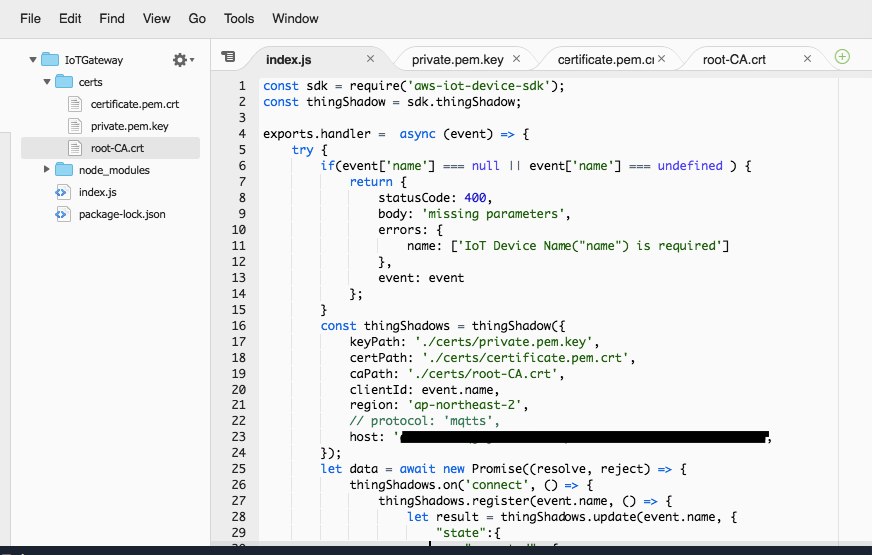 File Edit Find View Go Tools Window
IoTGateway
certs
certificate.pem.crt
private.pem.key
root-CA.crt
node_modules
index.js
package-lock.json
index.js private.pem.key certificate.pem.cr root-CA.crt
1 const sdk = require('aws-iot-device-sdk');
2 const thingShadow = sdk.thingShadow;
3
4 exports.handler =  async (event) => {
5     try {
6         if(event['name'] === null || event['name'] === undefined ) {
7             return {
8                 statusCode: 400,
9                 body: 'missing parameters',
10                 errors: {
11                     name: ['IoT Device Name("name") is required']
12                 },
13                 event: event
14             };
15         }
16         const thingShadows = thingShadow({
17             keyPath: './certs/private.pem.key',
18             certPath: './certs/certificate.pem.crt',
19             caPath: './certs/root-CA.crt',
20             clientId: event.name,
21             region: 'ap-northeast-2',
22             // protocol: 'mqtts',
23             host: ' ,
24         });
25         let data = await new Promise((resolve, reject) => {
26             thingShadows.on('connect', () => {
27                 thingShadows.register(event.name, () => {
28                     let result = thingShadows.update(event.name, {
29                         "state":{